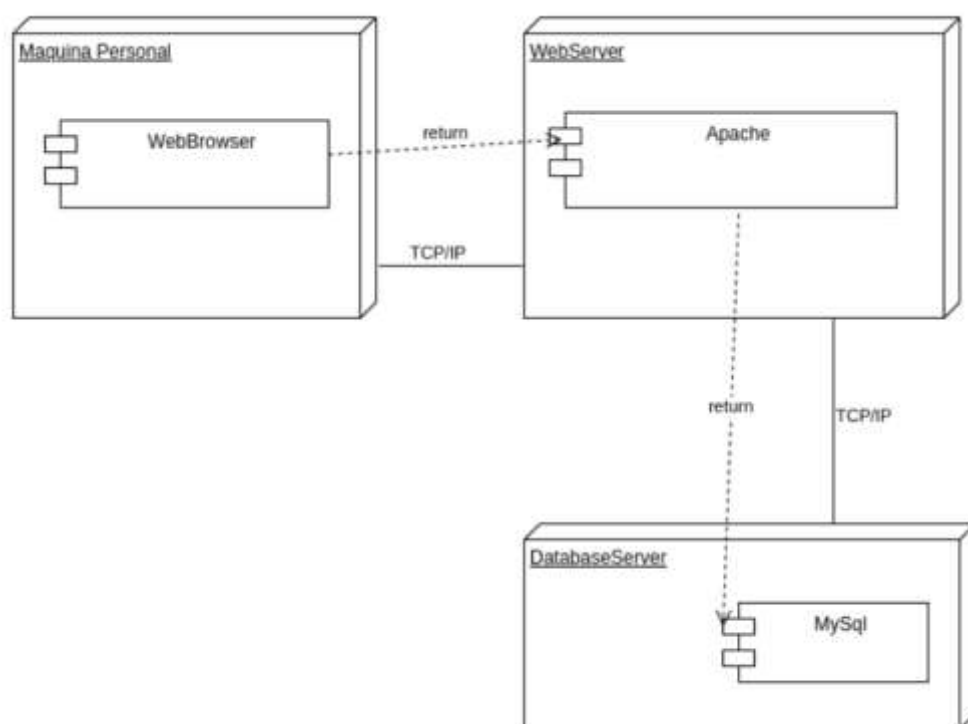 Maquina Personal
WebServer
WebBrowser
return
Apache
TCP/IP
return
TCP/IP
DatabaseServer
MySql